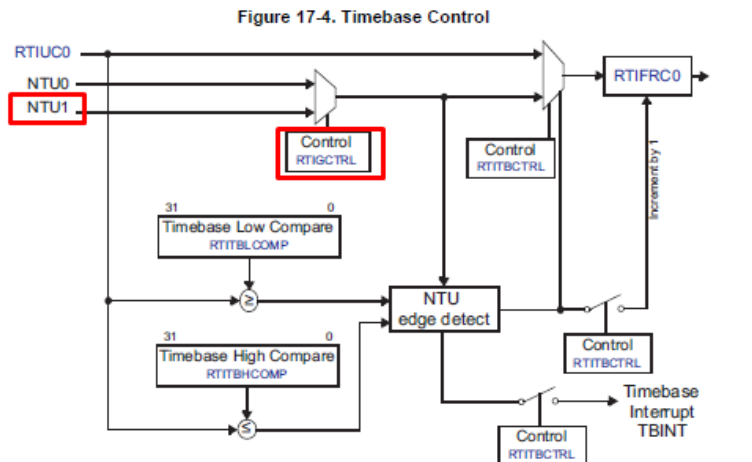 Figure 17-4. Timebase Control
RTIUC0
NTU0
NTU1
Control
RTIGCTRL
Control
RTITBCTRL
RTIFRC0
Increment by 1
31 0
Timebase Low Compare
RTITBLCOMP
≥
NTU
edge detect
31 0
Timebase High Compare
RTITBHCOMP
≤
Control
RTITBCTRL
Timebase
Interrupt
TBINT
Control
RTITBCTRL